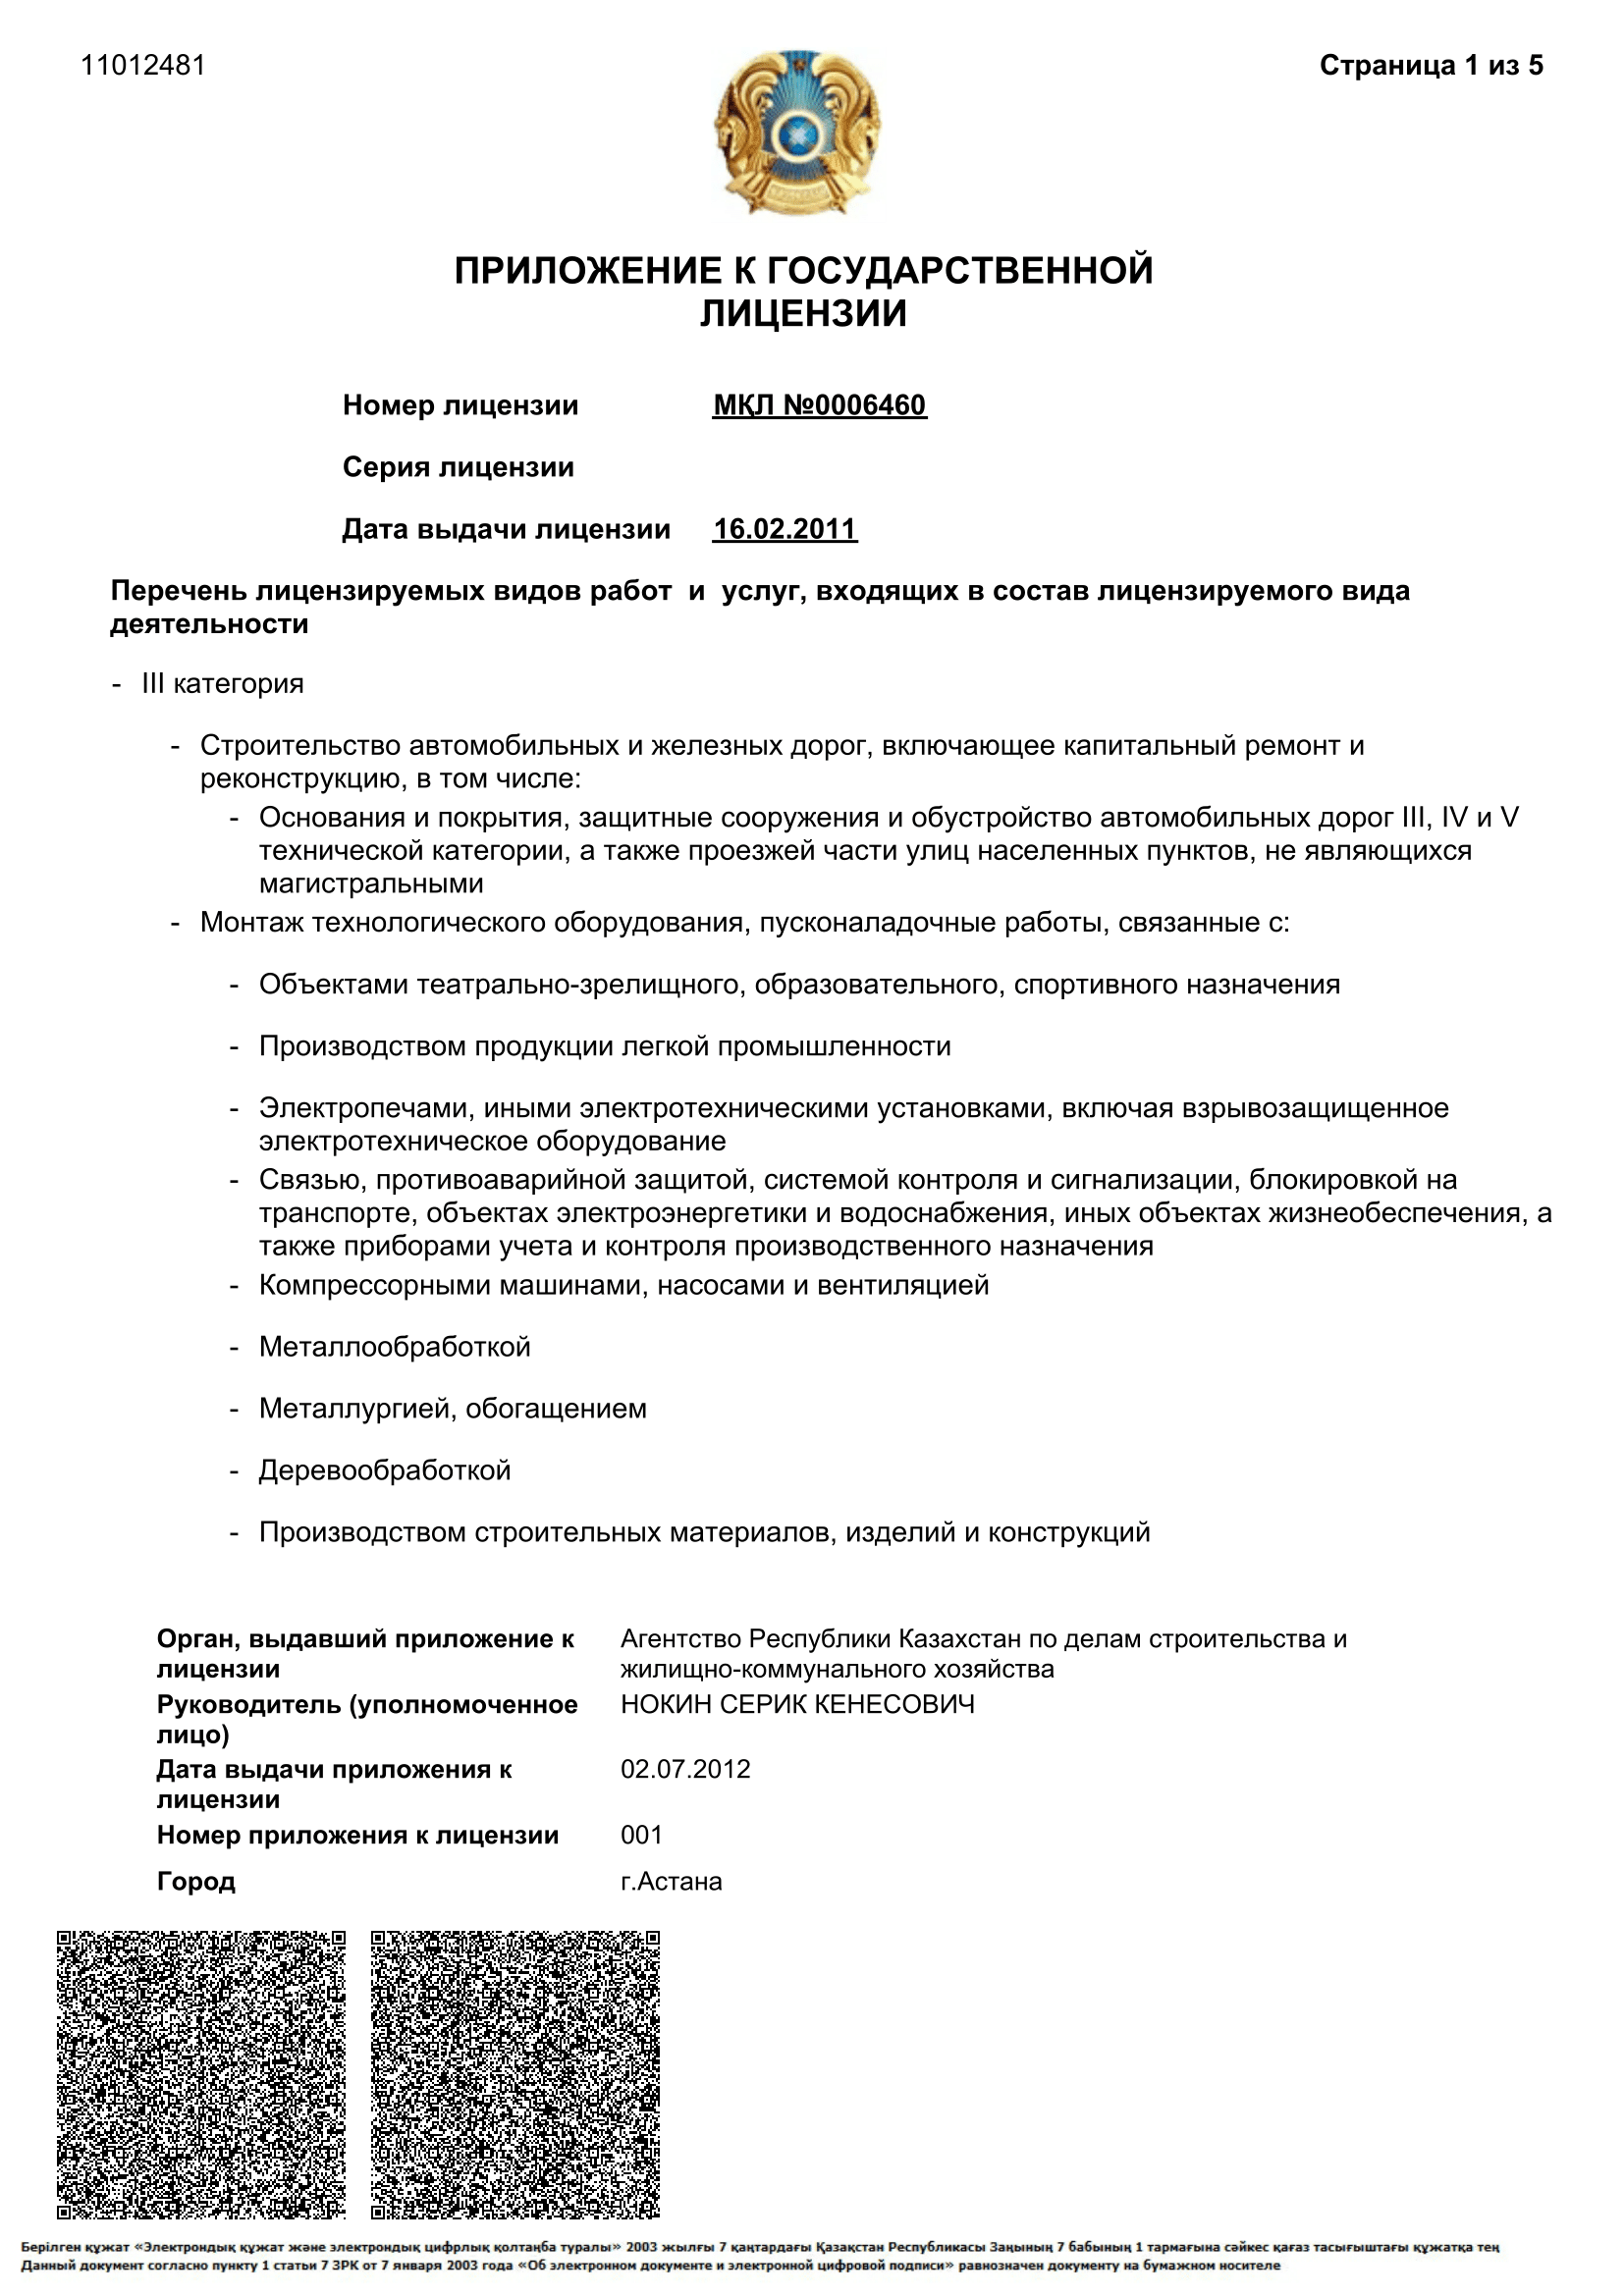 11012481
Страница 1 из 5
ПРИЛОЖЕНИЕ К ГОСУДАРСТВЕННОЙ
ЛИЦЕНЗИИ
Номер лицензии МҚЛ №0006460
Серия лицензии
Дата выдачи лицензии 16.02.2011
Перечень лицензируемых видов работ и услуг, входящих в состав лицензируемого вида
деятельности
- III категория
- Строительство автомобильных и железных дорог, включающее капитальный ремонт и
реконструкцию, в том числе:
- Основания и покрытия, защитные сооружения и обустройство автомобильных дорог III, IV и V
технической категории, а также проезжей части улиц населенных пунктов, не являющихся
магистральными
- Монтаж технологического оборудования, пусконаладочные работы, связанные с:
- Объектами театрально-зрелищного, образовательного, спортивного назначения
- Производством продукции легкой промышленности
- Электропечами, иными электротехническими установками, включая взрывозащищенное
электротехническое оборудование
- Связью, противоаварийной защитой, системой контроля и сигнализации, блокировкой на
транспорте, объектах электроэнергетики и водоснабжения, иных объектах жизнеобеспечения, а
также приборами учета и контроля производственного назначения
- Компрессорными машинами, насосами и вентиляцией
- Металлообработкой
- Металлургией, обогащением
- Деревообработкой
- Производством строительных материалов, изделий и конструкций
Орган, выдавший приложение к Агентство Республики Казахстан по делам строительства и
лицензии жилищно-коммунального хозяйства
Руководитель (уполномоченное НОКИН СЕРИК КЕНЕСОВИЧ
лицо)
Дата выдачи приложения к 02.07.2012
лицензии
Номер приложения к лицензии 001
Город г.Астана
Берілген құжат «Электрондық құжат және электрондық цифрлық қолтаңба туралы» 2003 жылғы 7 қаңтардағы Қазақстан Республикасы Заңының 7 бабының 1 тармағына сәйкес қағаз тасығыштағы құжатқа тең
Данный документ согласно пункту 1 статьи 7 ЗРК от 7 января 2003 года «Об электронном документе и электронной цифровой подписи» равнозначен документу на бумажном носителе